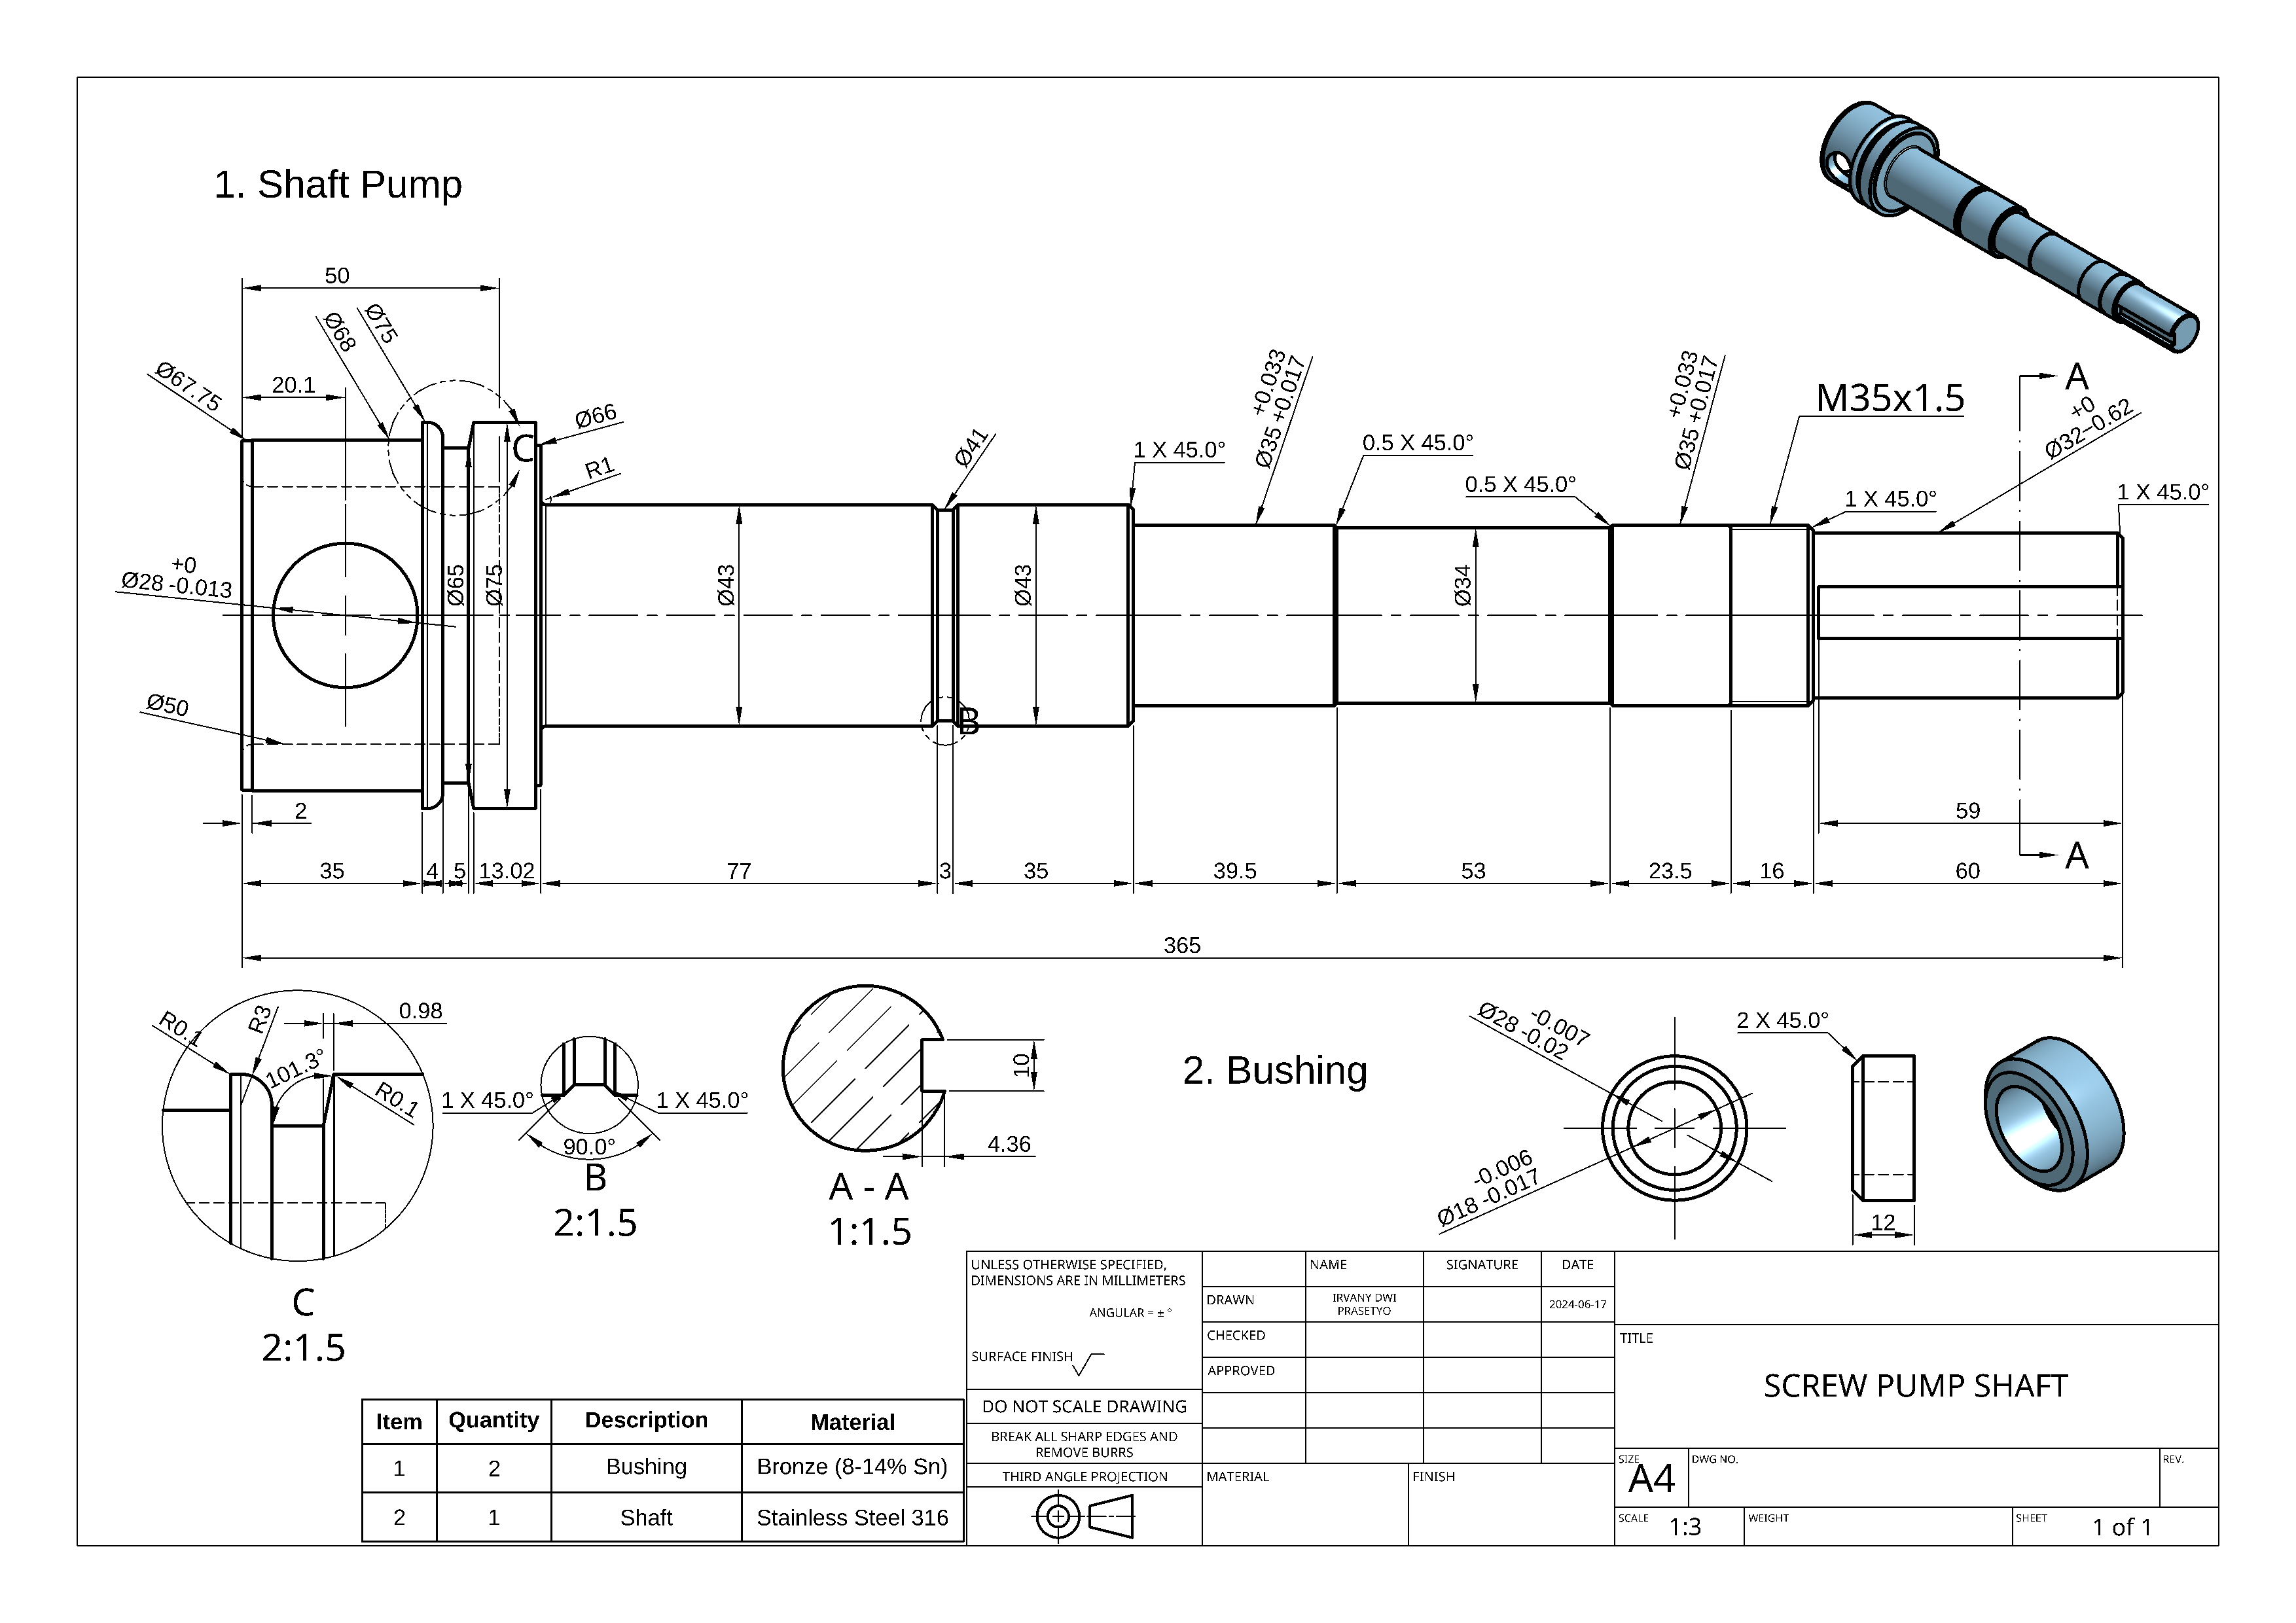 1. Shaft Pump
50
Ø68
Ø75
Ø67.75
20.1
C
Ø66
R1
Ø41
1 X 45.0°
+0.033
Ø35 +0.017
0.5 X 45.0°
0.5 X 45.0°
+0.033
Ø35 +0.017
M35x1.5
A
+0
Ø32−0.62
1 X 45.0°
1 X 45.0°
+0
Ø28 -0.013
Ø65
Ø75
Ø43
Ø43
Ø34
Ø50
B
2
59
A
35
4
5
13.02
77
3
35
39.5
53
23.5
16
60
365
R0.1
R3
0.98
101.3°
R0.1
C
2:1.5
1 X 45.0°
1 X 45.0°
90.0°
B
2:1.5
10
4.36
A - A
1:1.5
2. Bushing
-0.007
Ø28 -0.02
-0.006
Ø18 -0.017
2 X 45.0°
12
Item Quantity Description Material
1 2 Bushing Bronze (8-14% Sn)
2 1 Shaft Stainless Steel 316
UNLESS OTHERWISE SPECIFIED,
DIMENSIONS ARE IN MILLIMETERS
ANGULAR = ± °
SURFACE FINISH
DO NOT SCALE DRAWING
BREAK ALL SHARP EDGES AND
REMOVE BURRS
THIRD ANGLE PROJECTION
NAME SIGNATURE DATE
DRAWN IRVANY DWI
PRASETYO 2024-06-17
CHECKED
APPROVED
MATERIAL FINISH
TITLE
SCREW PUMP SHAFT
SIZE
A4
DWG NO.
REV.
SCALE 1:3
WEIGHT
SHEET 1 of 1